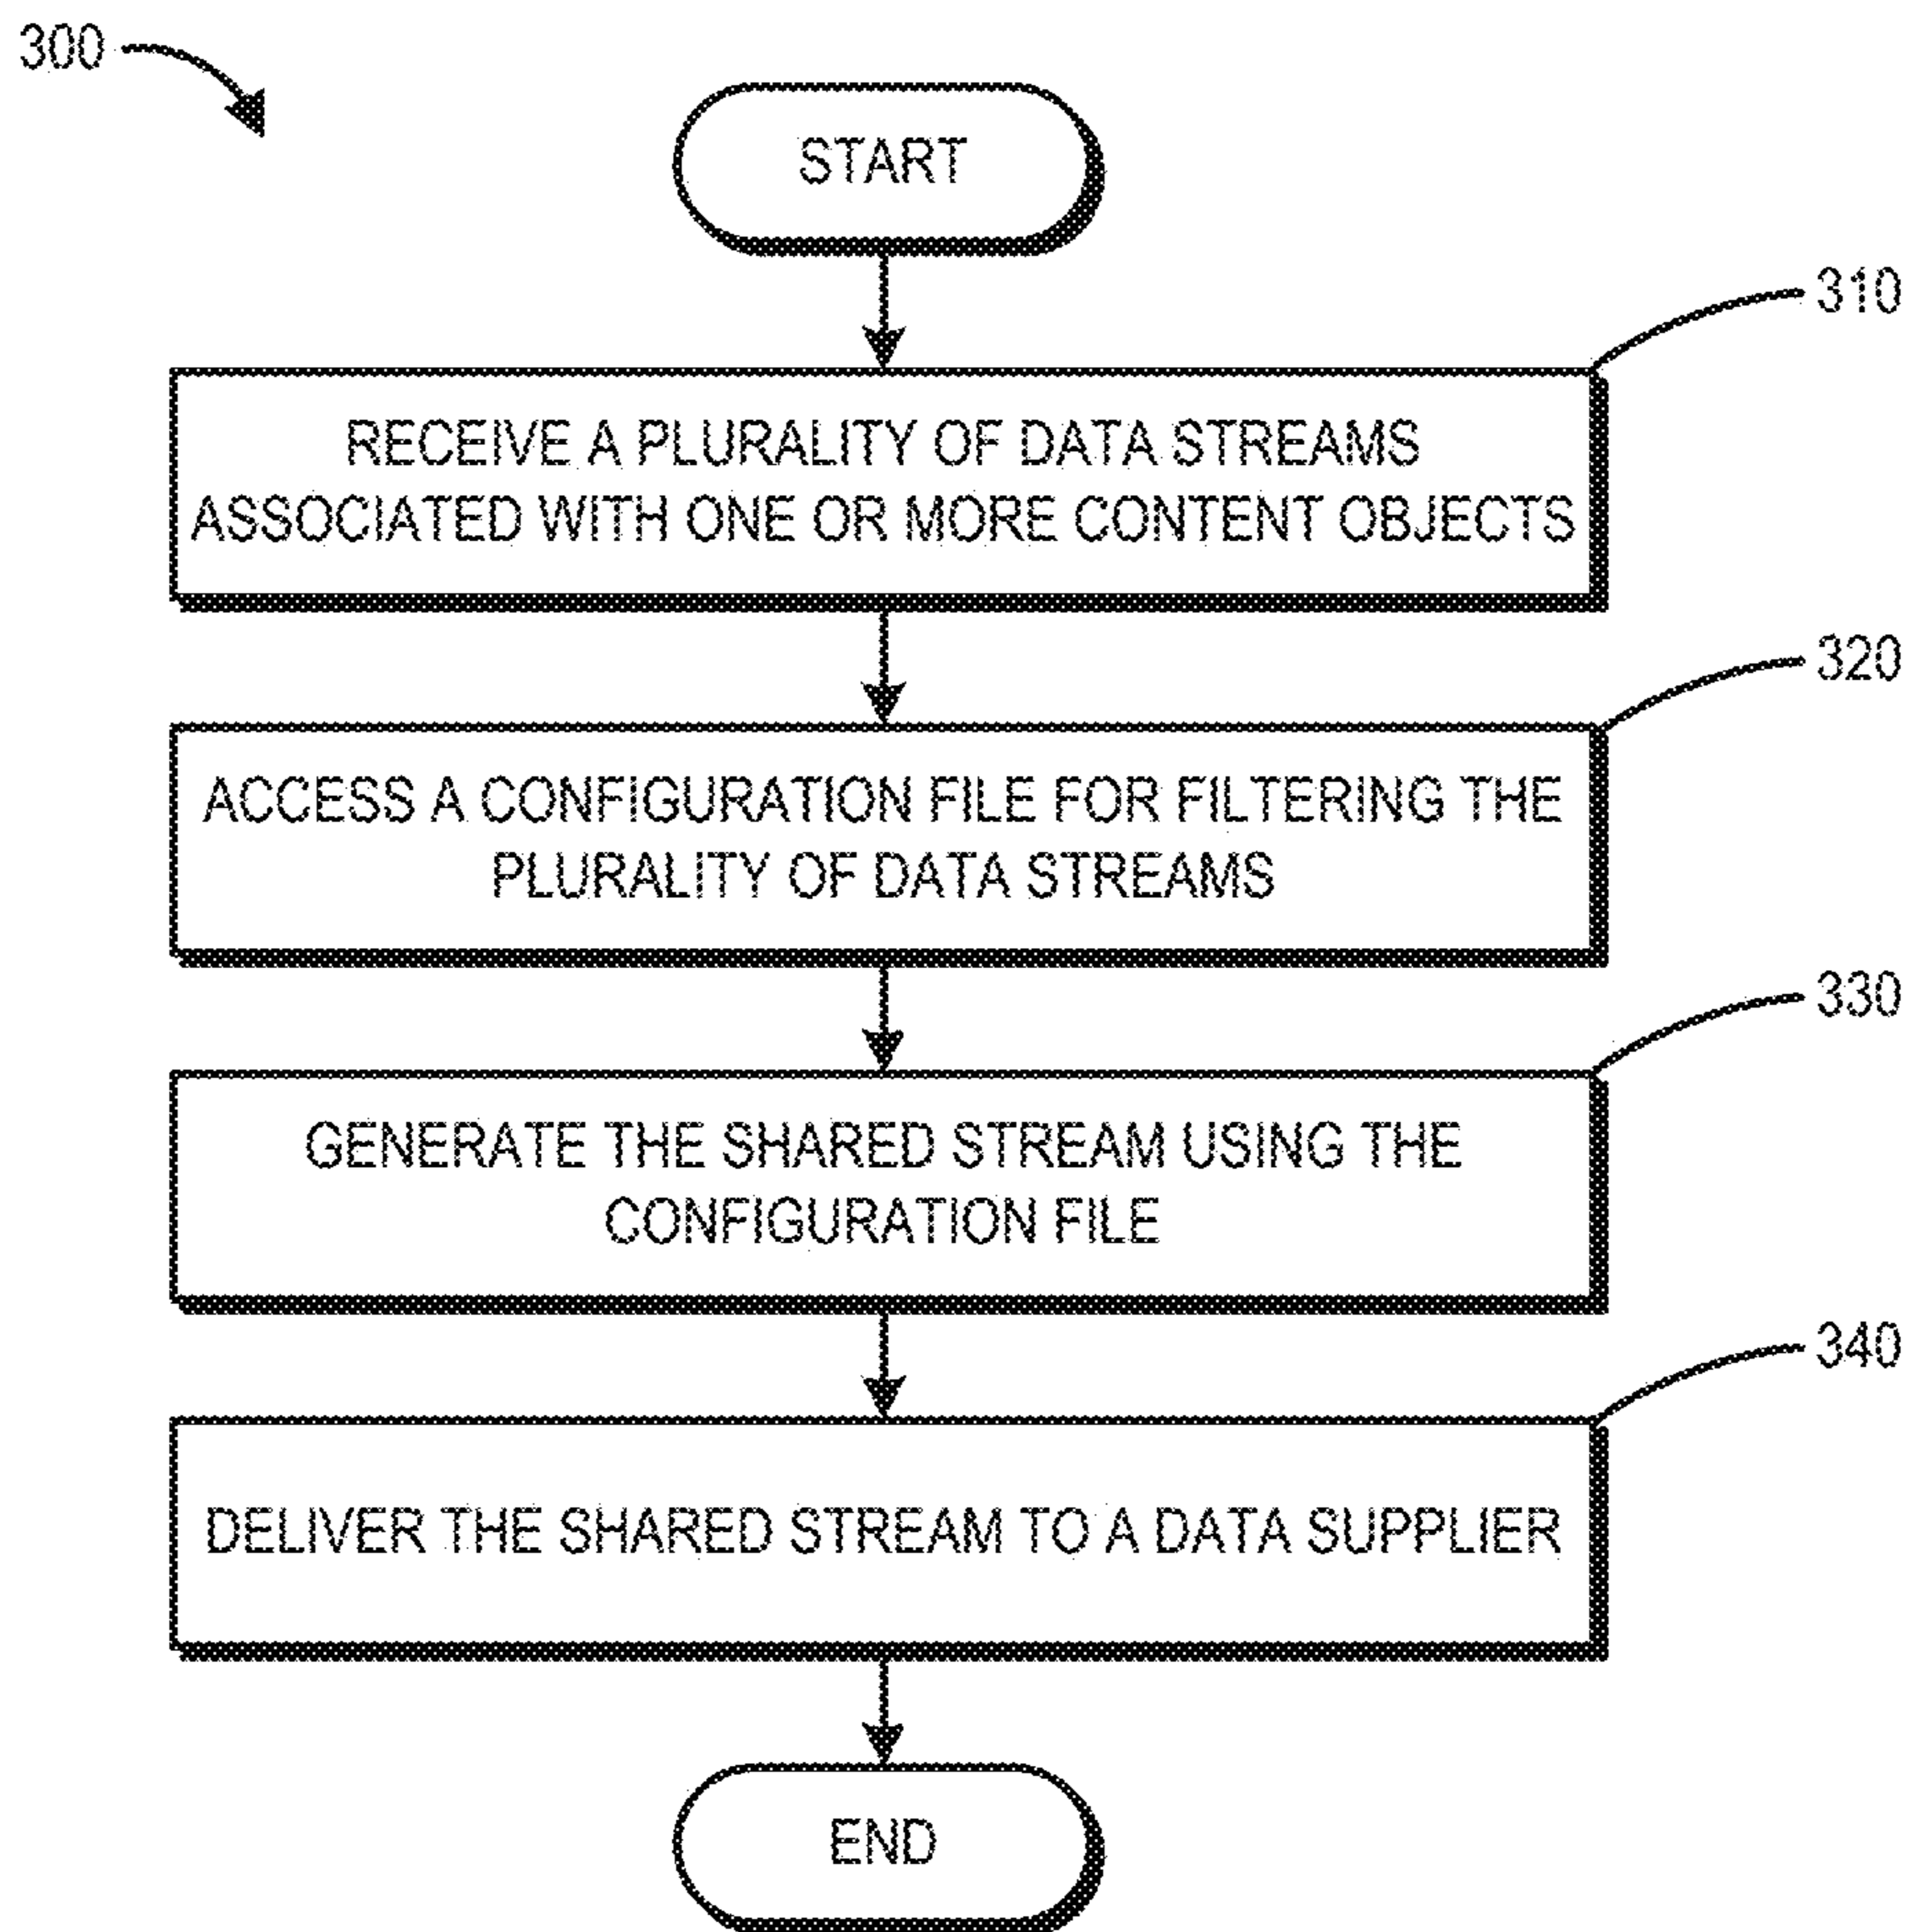 300
START
310
RECEIVE A PLURALITY OF DATA STREAMS
ASSOCIATED WITH ONE OR MORE CONTENT OBJECTS
320
ACCESS A CONFIGURATION FILE FOR FILTERING THE
PLURALITY OF DATA STREAMS
330
GENERATE THE SHARED STREAM USING THE
CONFIGURATION FILE
340
DELIVER THE SHARED STREAM TO A DATA SUPPLIER
END